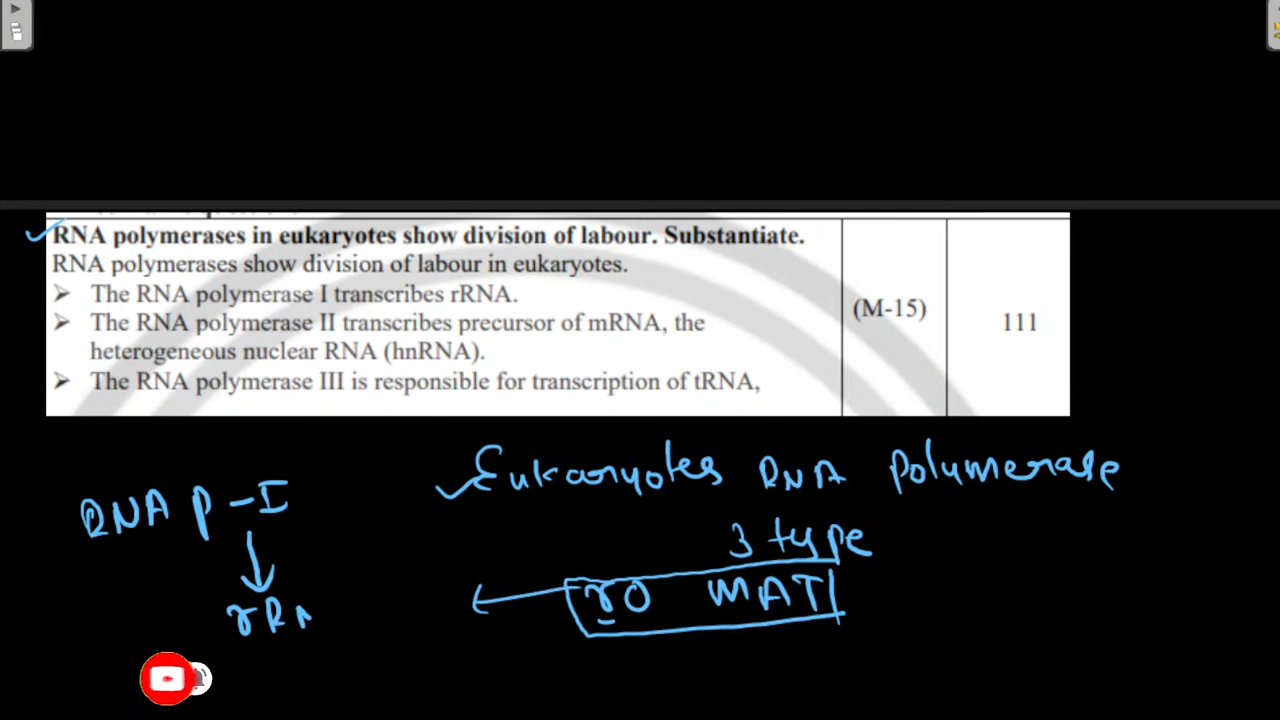 RNA polymerases in eukaryotes show division of labour. Substantiate.
RNA polymerases show division of labour in eukaryotes.
➢ The RNA polymerase I transcribes rRNA.
➢ The RNA polymerase II transcribes precursor of mRNA, the
heterogeneous nuclear RNA (hnRNA).
➢ The RNA polymerase III is responsible for transcription of tRNA,
(M-15)
111
Eukaryotes RNA Polymerase
3 type
rO MAT
RNA P-I
↓
rRN